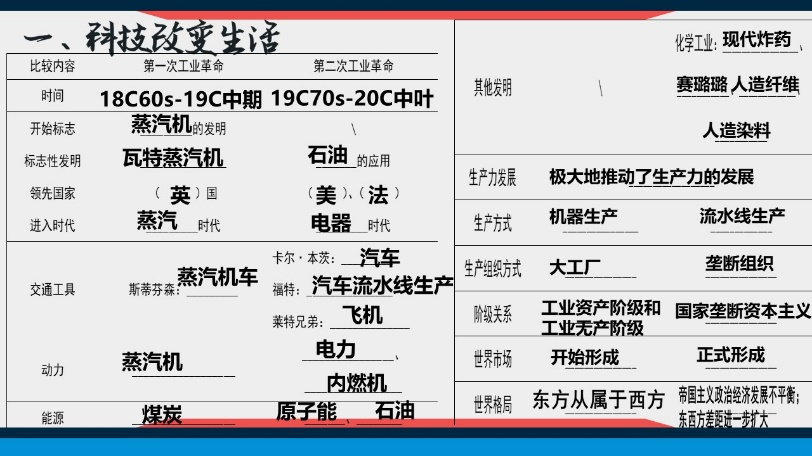 一、科技改变生活
比较内容 第一次工业革命 第二次工业革命
时间 18C60s-19C中期 19C70s-20C中叶
开始标志 蒸汽机的发明 \
标志性发明 瓦特蒸汽机 石油的应用
领先国家 （英）国 （美）、（法）
进入时代 蒸汽时代 电器时代
交通工具 斯蒂芬森：蒸汽机车 卡尔·本茨：汽车
福特：汽车流水线生产
莱特兄弟：飞机
动力 蒸汽机 电力、
内燃机
能源 煤炭 原子能、石油
其他发明 \ 化学工业：现代炸药、
赛璐璐,人造纤维
人造染料
生产力发展 极大地推动了生产力的发展
生产方式 机器生产 流水线生产
生产组织方式 大工厂 垄断组织
阶级关系 工业资产阶级和
工业无产阶级 国家垄断资本主义
世界市场 开始形成 正式形成
世界格局 东方从属于西方 帝国主义政治经济发展不平衡；
东西方差距进一步扩大